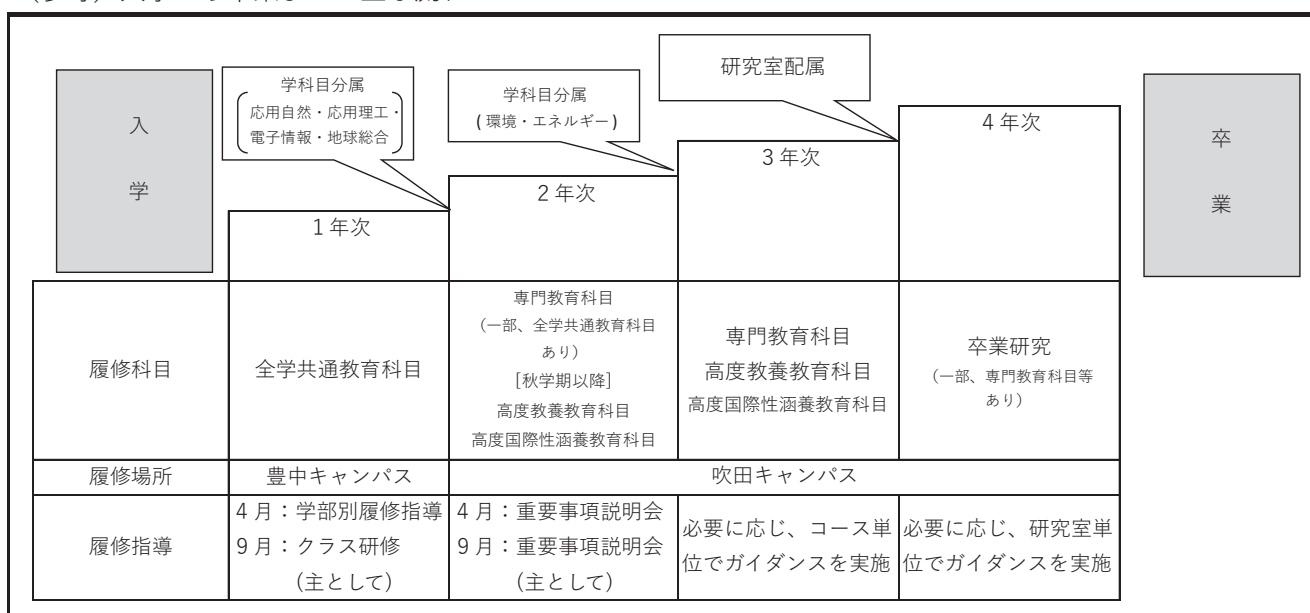 入
学
学科目分属
応用自然・応用理工・
電子情報・地球総合
学科目分属
(環境・エネルギー)
研究室配属
1年次
2年次
3年次
4年次
卒
業
履修科目
全学共通教育科目
専門教育科目
(一部、全学共通教育科目
あり)
[秋学期以降]
高度教養教育科目
高度国際性涵養教育科目
専門教育科目
高度教養教育科目
高度国際性涵養教育科目
卒業研究
(一部、専門教育科目等
あり)
履修場所
豊中キャンパス
吹田キャンパス
履修指導
4月:学部別履修指導
9月:クラス研修
(主として)
4月:重要事項説明会
9月:重要事項説明会
(主として)
必要に応じ、コース単
位でガイダンスを実施
必要に応じ、研究室単
位でガイダンスを実施